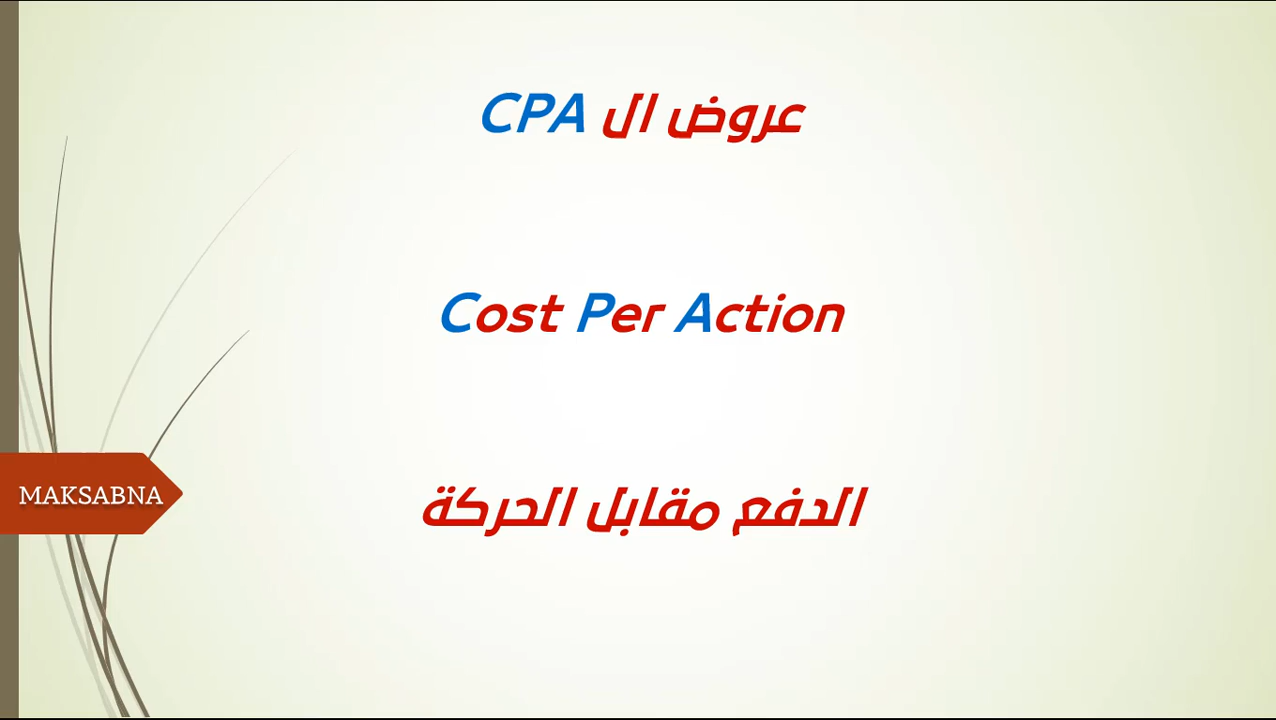 عروض ال CPA
Cost Per Action
الدفع مقابل الحركة
MAKSABNA